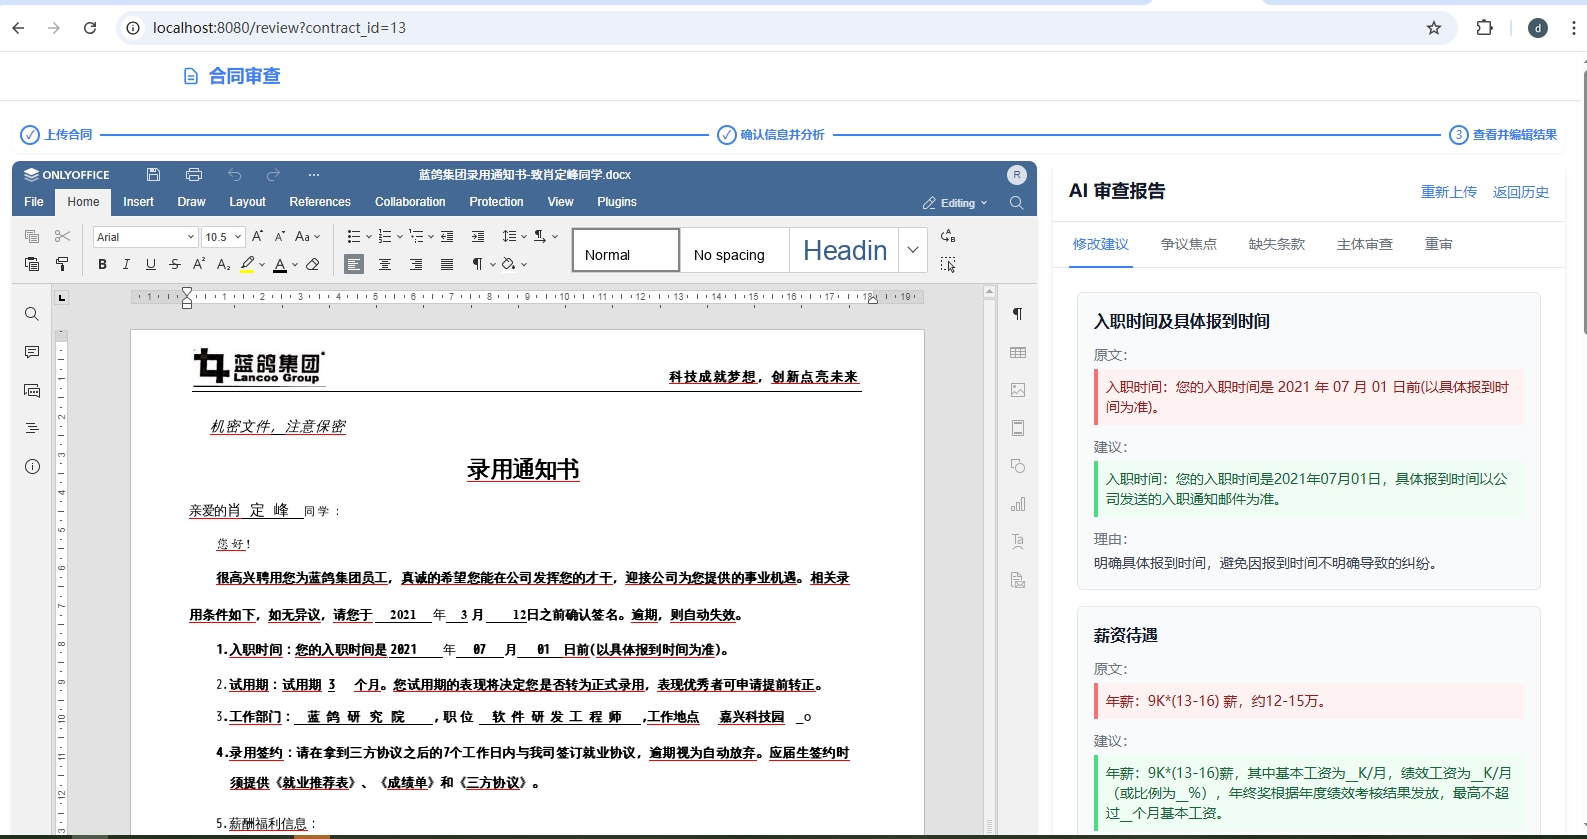 localhost:8080/review?contract_id=13
d
合同审查
上传合同
确认信息并分析
3 查看并编辑结果
ONLYOFFICE
蓝鸽集团录用通知书-致肖定峰同学.docx
R
File Home Insert Draw Layout References Collaboration Protection View Plugins
Editing
Arial 10.5
Normal
No spacing
Headin
蓝鸽集团
Lancoo Group
科技成就梦想，创新点亮未来
机密文件，注意保密
录用通知书
亲爱的肖 定 峰 同学：
您好！
很高兴聘用您为蓝鸽集团员工，真诚的希望您能在公司发挥您的才干，迎接公司为您提供的事业机遇。相关录
用条件如下，如无异议，请您于 2021 年 3 月 12日之前确认签名。逾期，则自动失效。
1.入职时间：您的入职时间是 2021 年 07 月 01 日前(以具体报到时间为准)。
2.试用期：试用期 3 个月。您试用期的表现将决定您是否转为正式录用，表现优秀者可申请提前转正。
3.工作部门： 蓝 鸽 研 究 院 ,职 位 软 件 研 发 工 程 师 ,工作地点 嘉兴科技园 _o
4.录用签约：请在拿到三方协议之后的7个工作日内与我司签订就业协议，逾期视为自动放弃。应届生签约时
须提供《就业推荐表》、《成绩单》和《三方协议》。
5.薪酬福利信息：
AI 审查报告
重新上传 返回历史
修改建议 争议焦点 缺失条款 主体审查 重审
入职时间及具体报到时间
原文：
入职时间：您的入职时间是 2021 年 07 月 01 日前(以具体报到时
间为准)。
建议：
入职时间：您的入职时间是2021年07月01日，具体报到时间以公
司发送的入职通知邮件为准。
理由：
明确具体报到时间，避免因报到时间不明确导致的纠纷。
薪资待遇
原文：
年薪：9K*(13-16) 薪，约12-15万。
建议：
年薪：9K*(13-16)薪，其中基本工资为__K/月，绩效工资为__K/月
（或比例为__%），年终奖根据年度绩效考核结果发放，最高不超
过__个月基本工资。